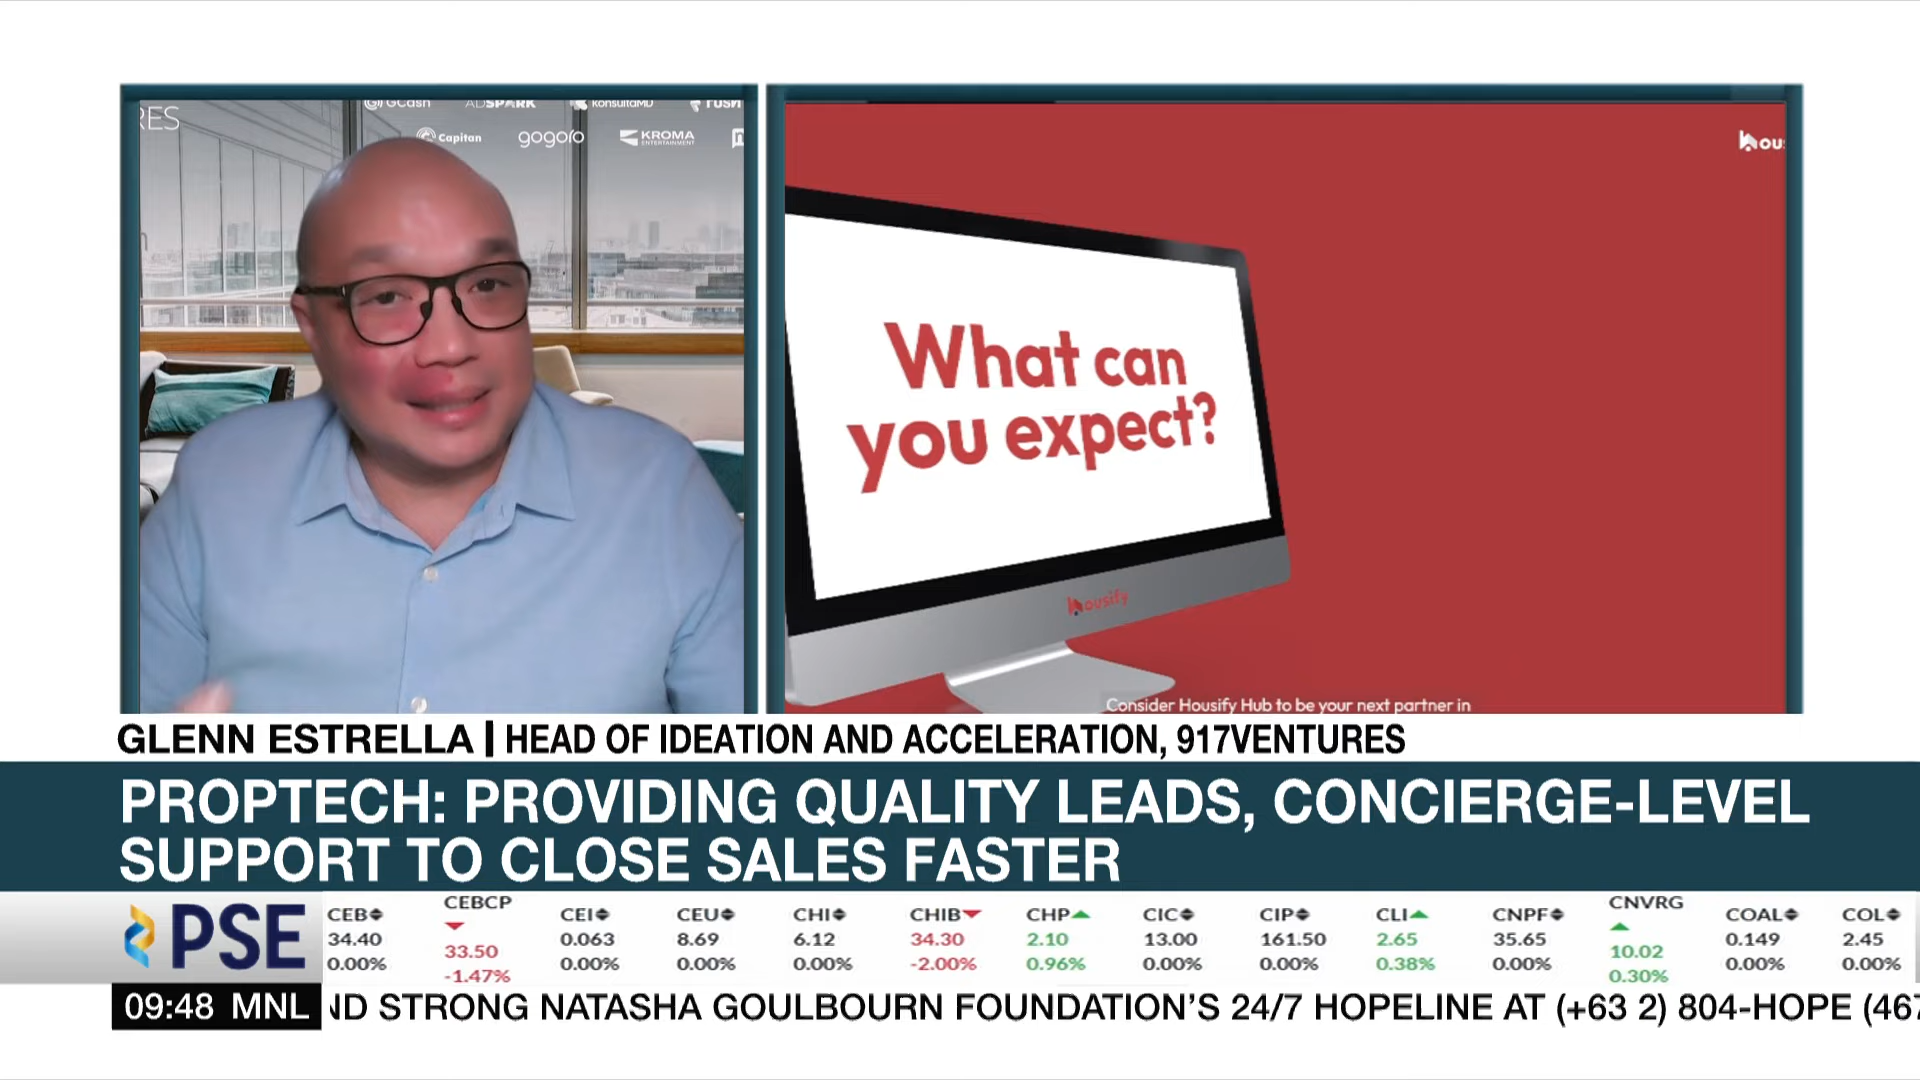 RES
GCash
ADSPARK
KonsultaMD
rush
Capitan
gogoro
KROMA
ENTERTAINMENT
hou
What can
you expect?
housify
Consider Housify Hub to be your next partner in
GLENN ESTRELLA | HEAD OF IDEATION AND ACCELERATION, 917VENTURES
PROPTECH: PROVIDING QUALITY LEADS, CONCIERGE-LEVEL
SUPPORT TO CLOSE SALES FASTER
PSE
CEB CEBCP CEI CEU CHI CHIB CHP CIC CIP CLI CNPF CNVRG COAL COL
34.40 33.50 0.063 8.69 6.12 34.30 2.10 13.00 161.50 2.65 35.65 10.02 0.149 2.45
0.00% -1.47% 0.00% 0.00% 0.00% -2.00% 0.96% 0.00% 0.00% 0.38% 0.00% 0.30% 0.00% 0.00%
09:48 MNL
ND STRONG NATASHA GOULBOURN FOUNDATION'S 24/7 HOPELINE AT (+63 2) 804-HOPE (467